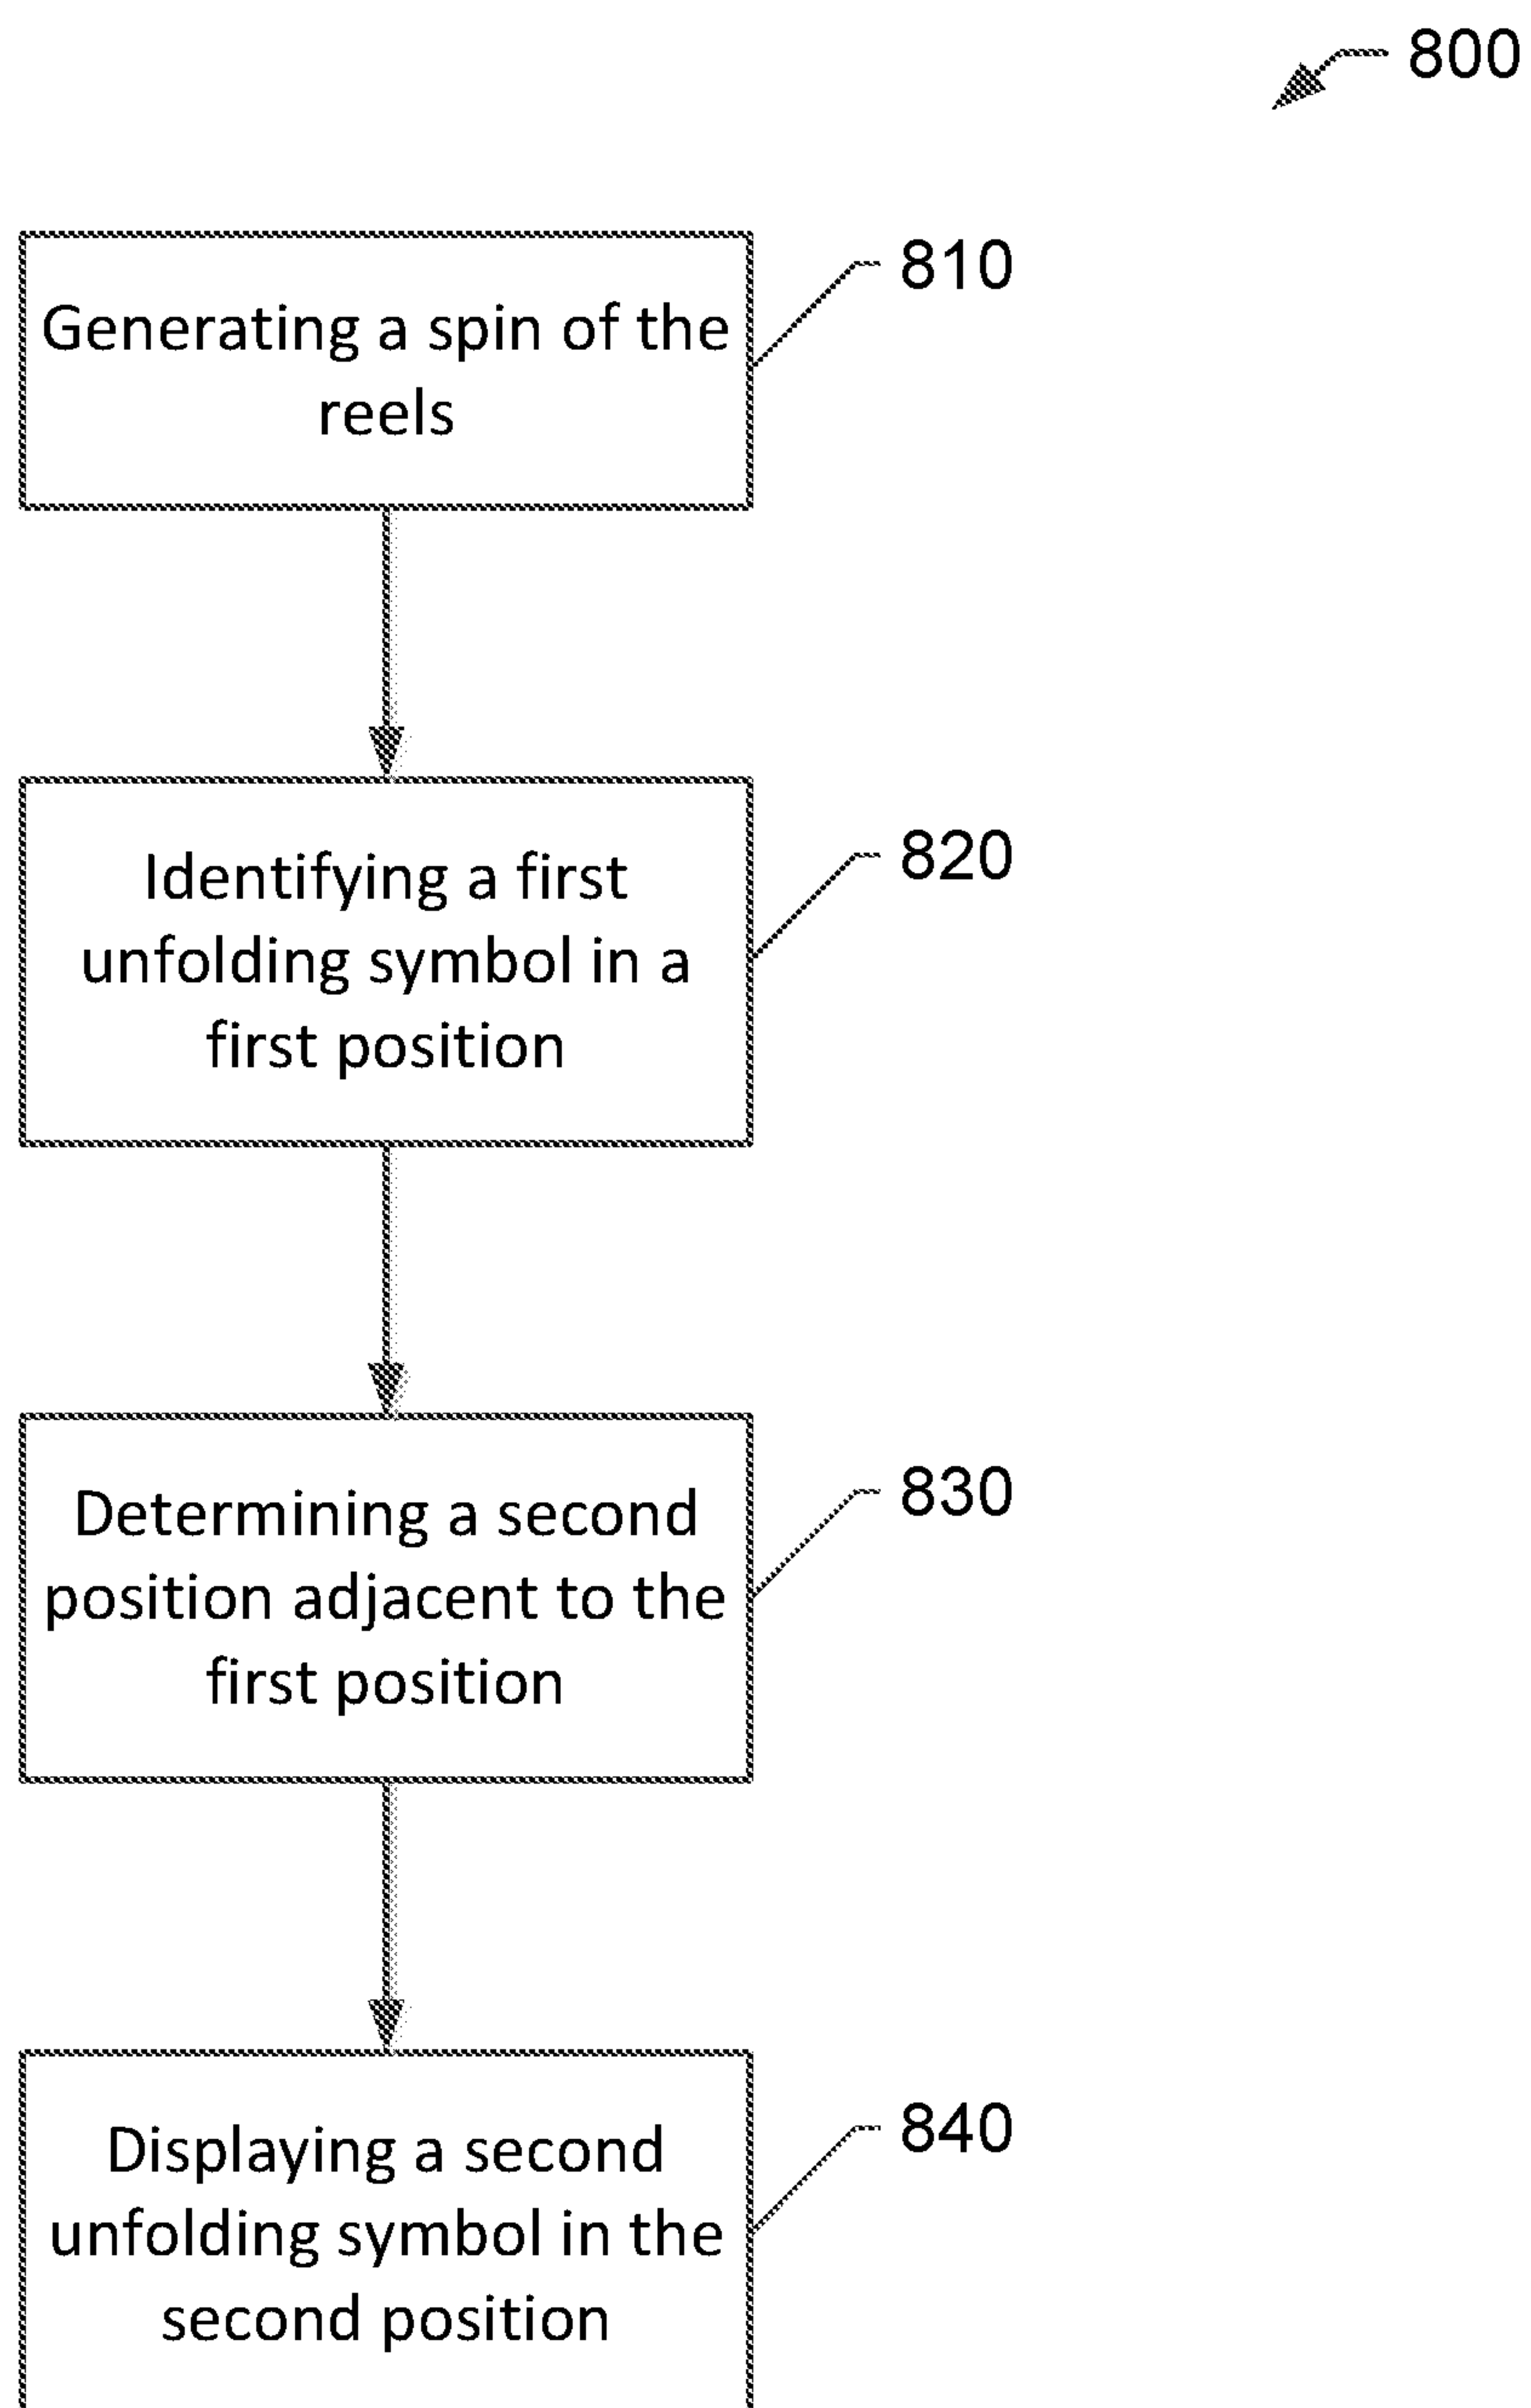 800
810
Generating a spin of the
reels
820
Identifying a first
unfolding symbol in a
first position
830
Determining a second
position adjacent to the
first position
840
Displaying a second
unfolding symbol in the
second position